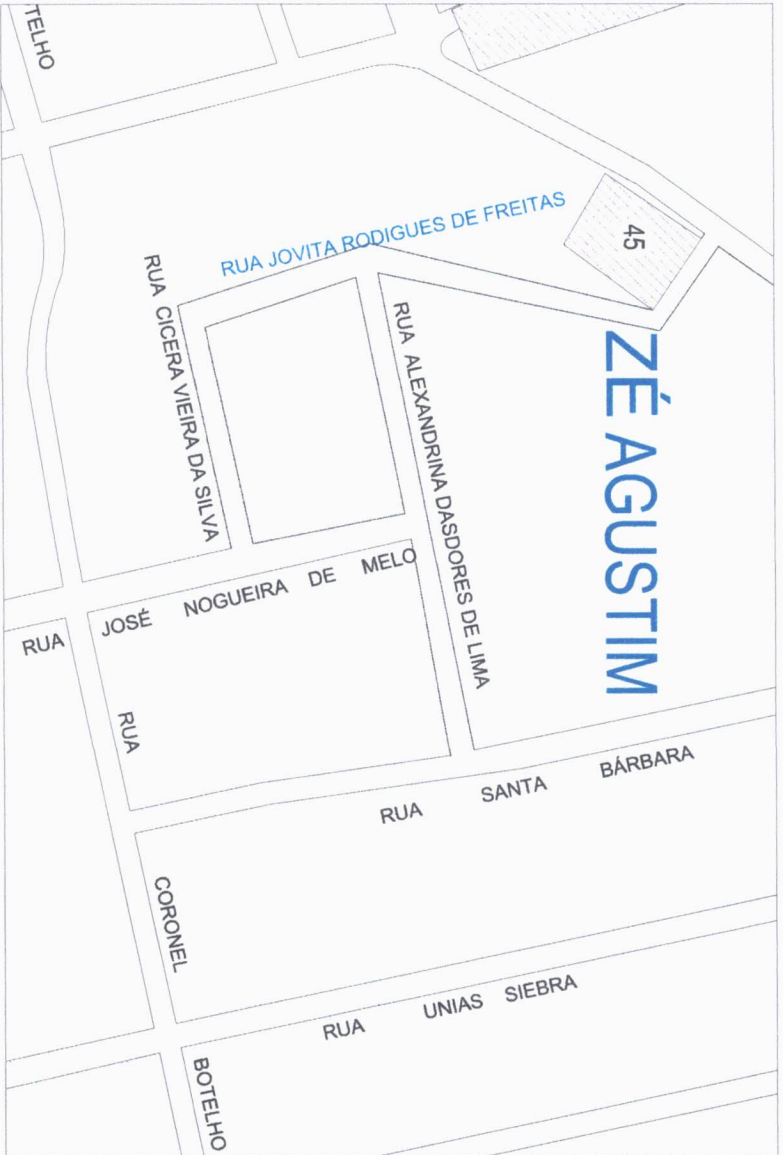 TELHO
RUA JOVITA RODIGUES DE FREITAS
45
ZÉ AGUSTIM
RUA CICERA VIEIRA DA SILVA
RUA ALEXANDRINA DASDORES DE LIMA
RUA JOSÉ NOGUEIRA DE MELO
RUA CORONEL BOTELHO
RUA SANTA BÁRBARA
RUA UNIAS SIEBRA